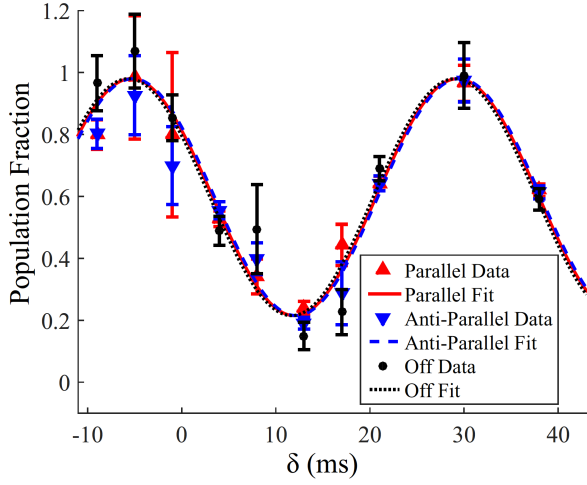 1.2
1
0.8
0.6
0.4
0.2
0
Population Fraction
-10
0
10
20
30
40
δ (ms)
Parallel Data
Parallel Fit
Anti-Parallel Data
Anti-Parallel Fit
Off Data
Off Fit